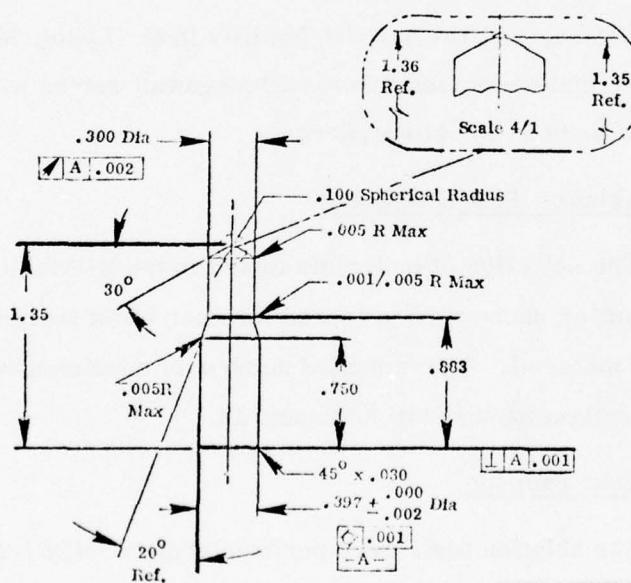 1.36
Ref.
1.35
Ref.
Scale 4/1
.300 Dia
A .002
.100 Spherical Radius
.005 R Max
30°
.001/.005 R Max
1.35
.005R
Max
.750
.883
45° x .030
⊥ A .001
.397 ± .000
.002 Dia
.001
A
20°
Ref.